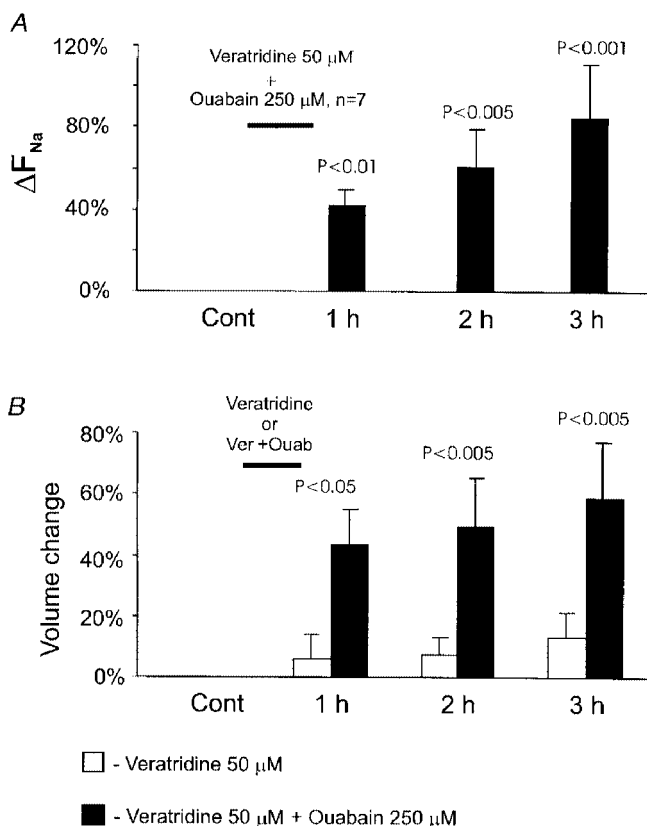 A
120%
80%
40%
0%
ΔF Na
Veratridine 50 μM
+
Ouabain 250 μM, n=7
P<0.01
P<0.005
P<0.001
Cont 1 h 2 h 3 h
B
80%
60%
40%
20%
0%
Volume change
Veratridine
or
Ver +Ouab
P<0.05
P<0.005
P<0.005
Cont 1 h 2 h 3 h
- Veratridine 50 μM
- Veratridine 50 μM + Ouabain 250 μM